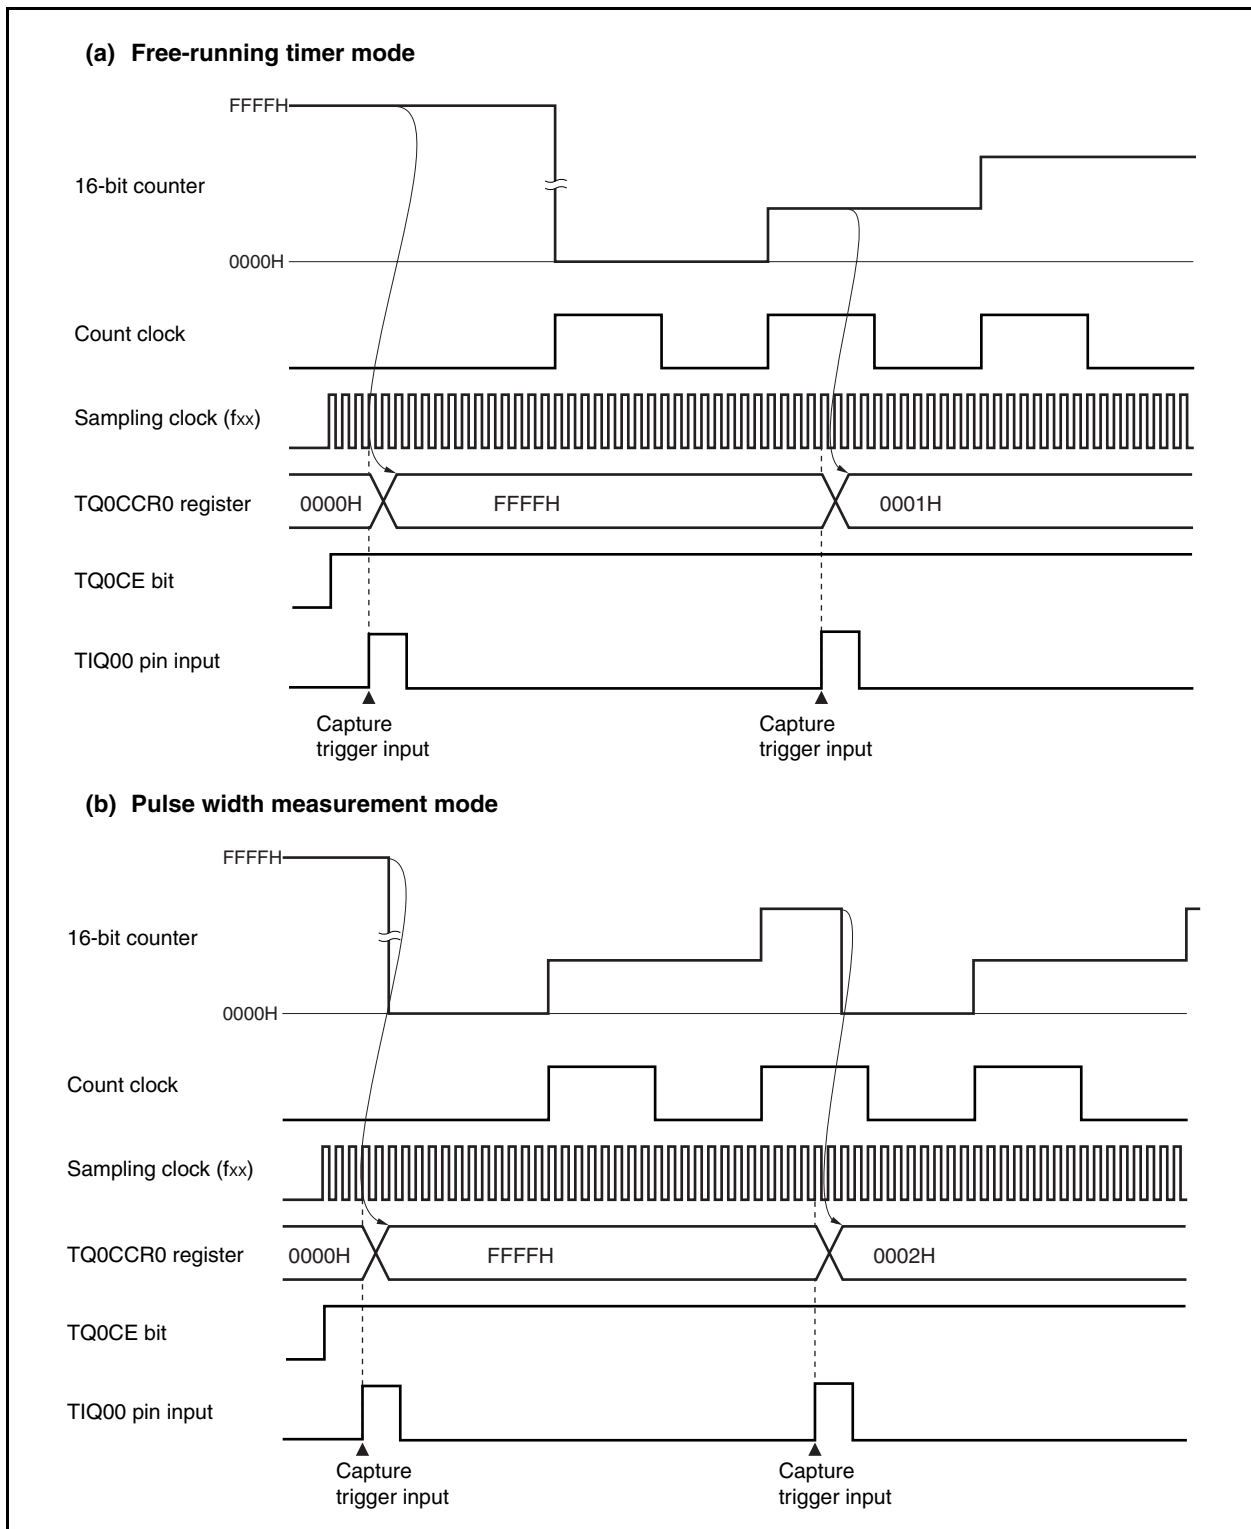 (a) Free-running timer mode
FFFFH
16-bit counter
0000H
Count clock
Sampling clock (fxx)
TQ0CCR0 register
0000H
FFFFH
0001H
TQ0CE bit
TIQ00 pin input
Capture
trigger input
Capture
trigger input
(b) Pulse width measurement mode
FFFFH
16-bit counter
0000H
Count clock
Sampling clock (fxx)
TQ0CCR0 register
0000H
FFFFH
0002H
TQ0CE bit
TIQ00 pin input
Capture
trigger input
Capture
trigger input